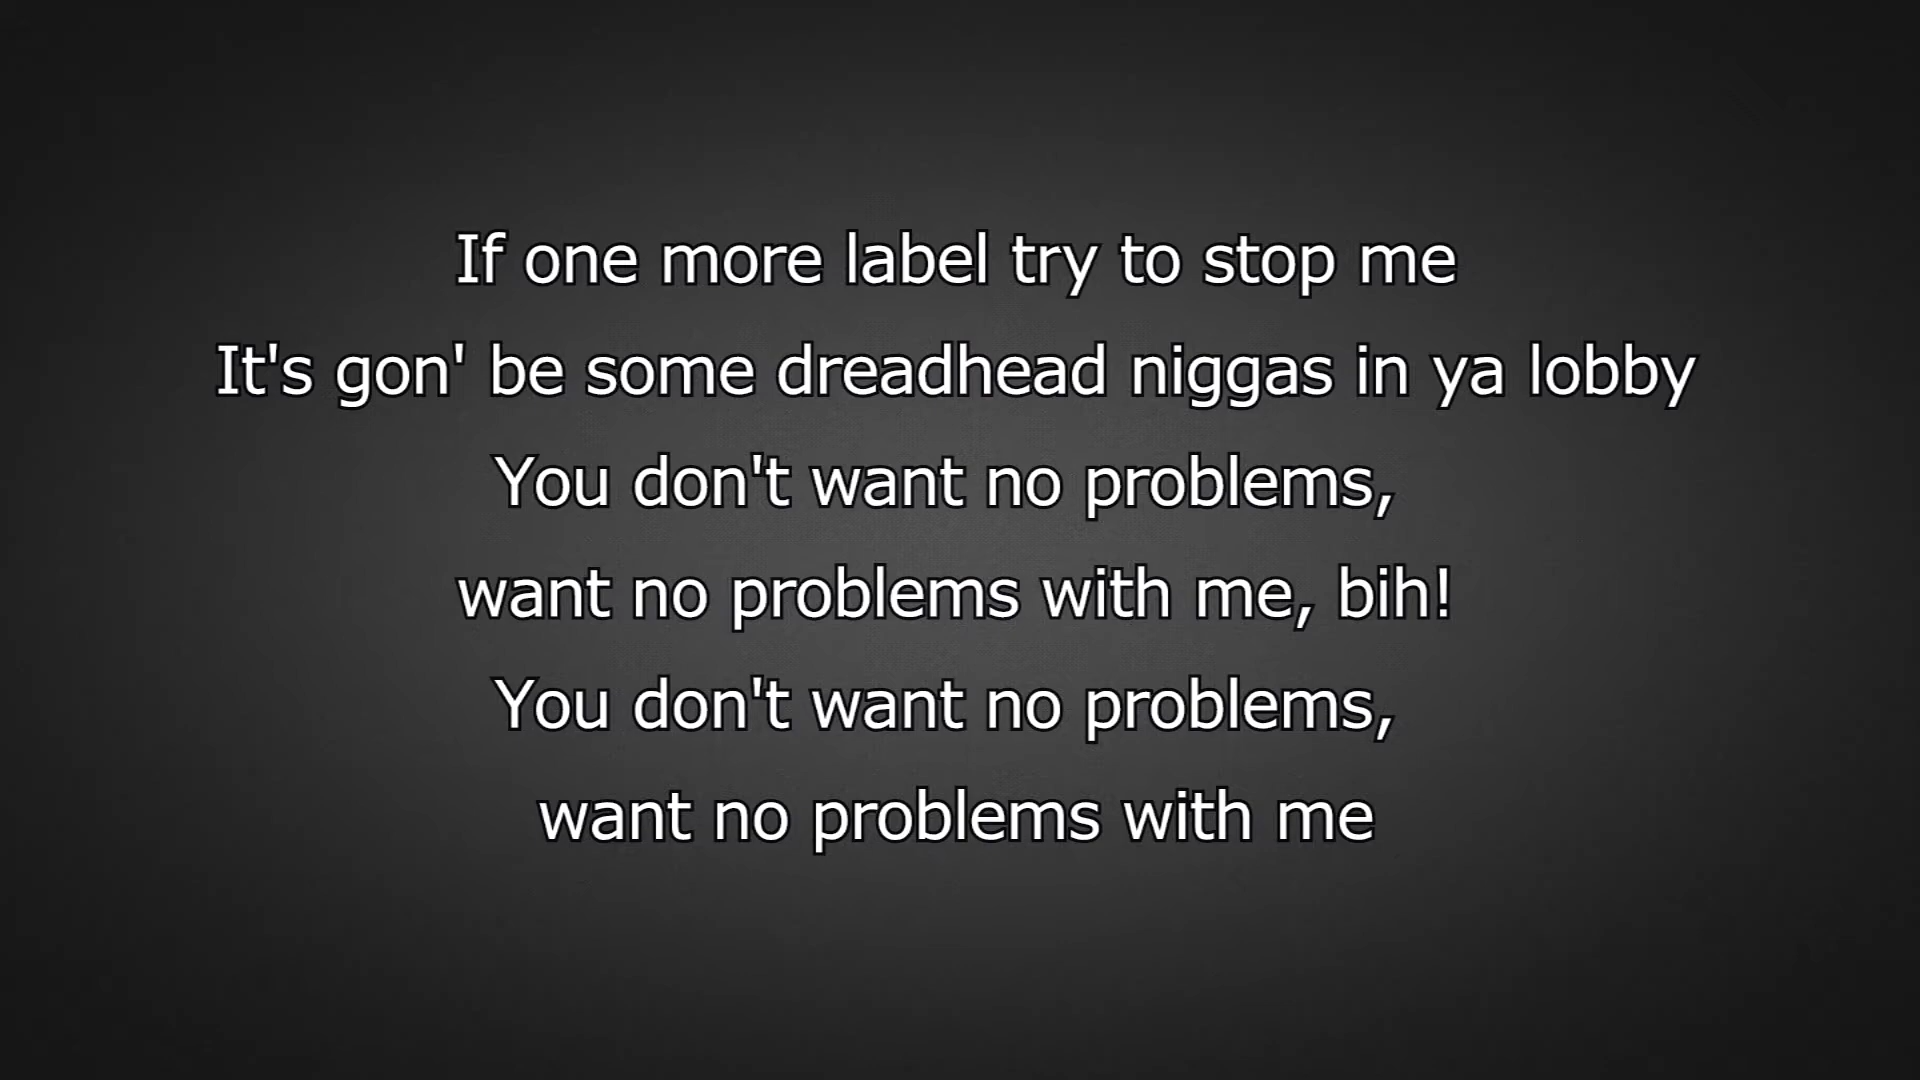 If one more label try to stop me
It's gon' be some dreadhead niggas in ya lobby
You don't want no problems,
want no problems with me, bih!
You don't want no problems,
want no problems with me